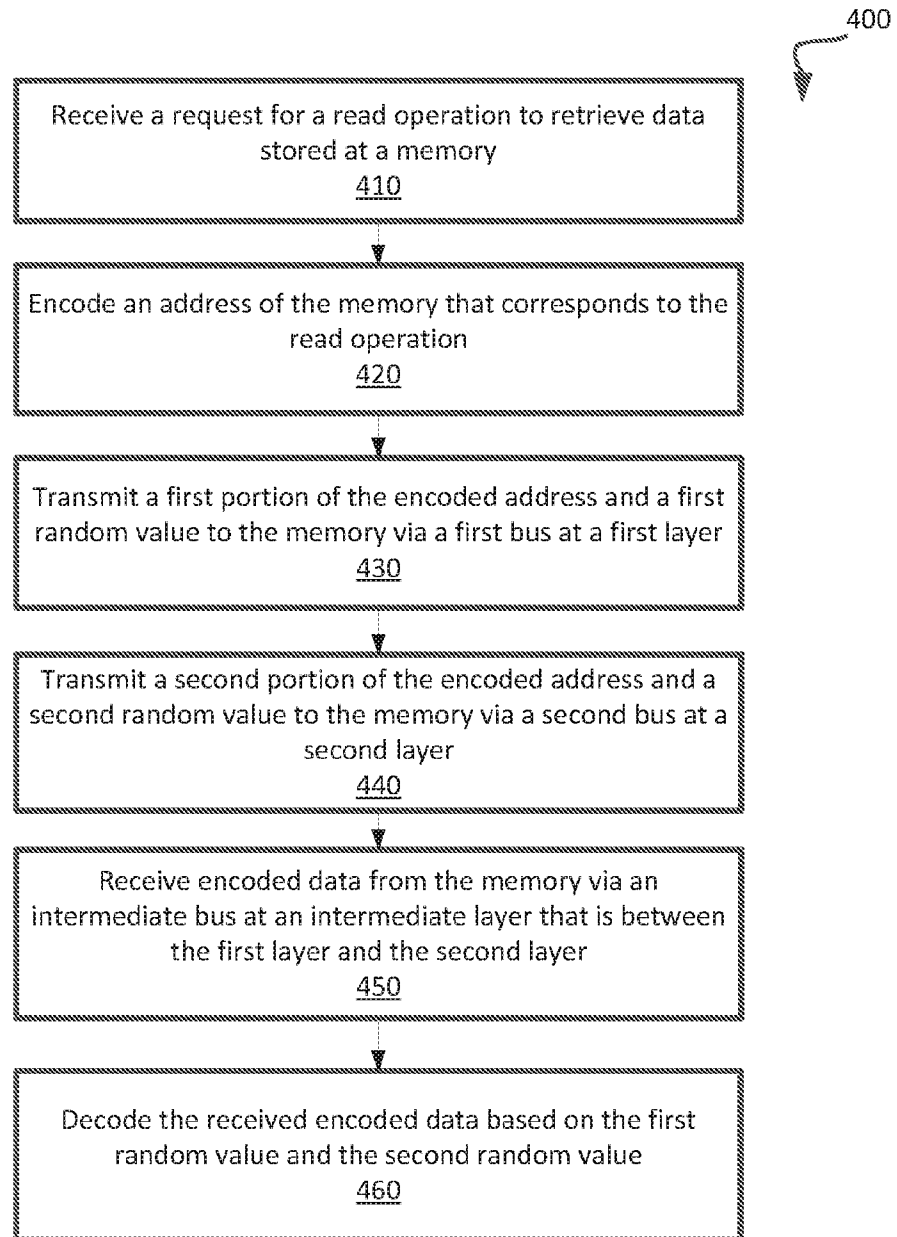 400
Receive a request for a read operation to retrieve data
stored at a memory
410
Encode an address of the memory that corresponds to the
read operation
420
Transmit a first portion of the encoded address and a first
random value to the memory via a first bus at a first layer
430
Transmit a second portion of the encoded address and a
second random value to the memory via a second bus at a
second layer
440
Receive encoded data from the memory via an
intermediate bus at an intermediate layer that is between
the first layer and the second layer
450
Decode the received encoded data based on the first
random value and the second random value
460